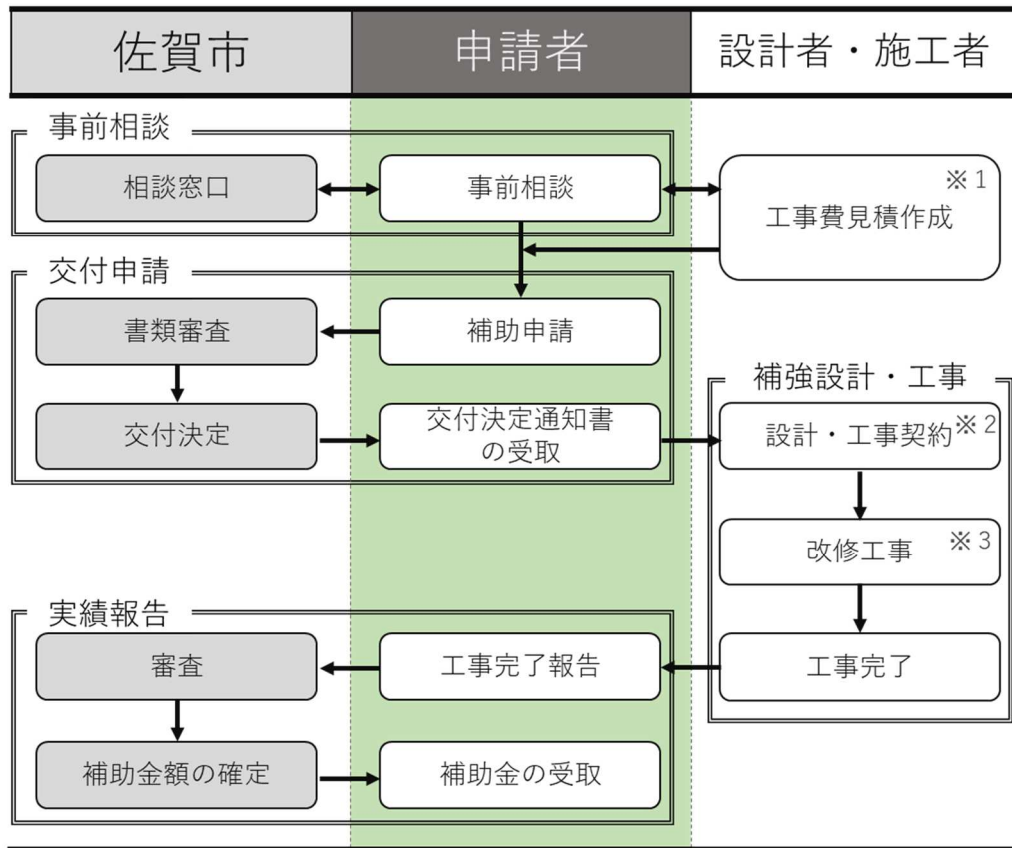 佐賀市
申請者
設計者・施工者
事前相談
相談窓口
事前相談
※1
工事費見積作成
交付申請
書類審査
補助申請
交付決定
交付決定通知書
の受取
補強設計・工事
設計・工事契約※2
改修工事 ※3
工事完了
実績報告
審査
工事完了報告
補助金額の確定
補助金の受取